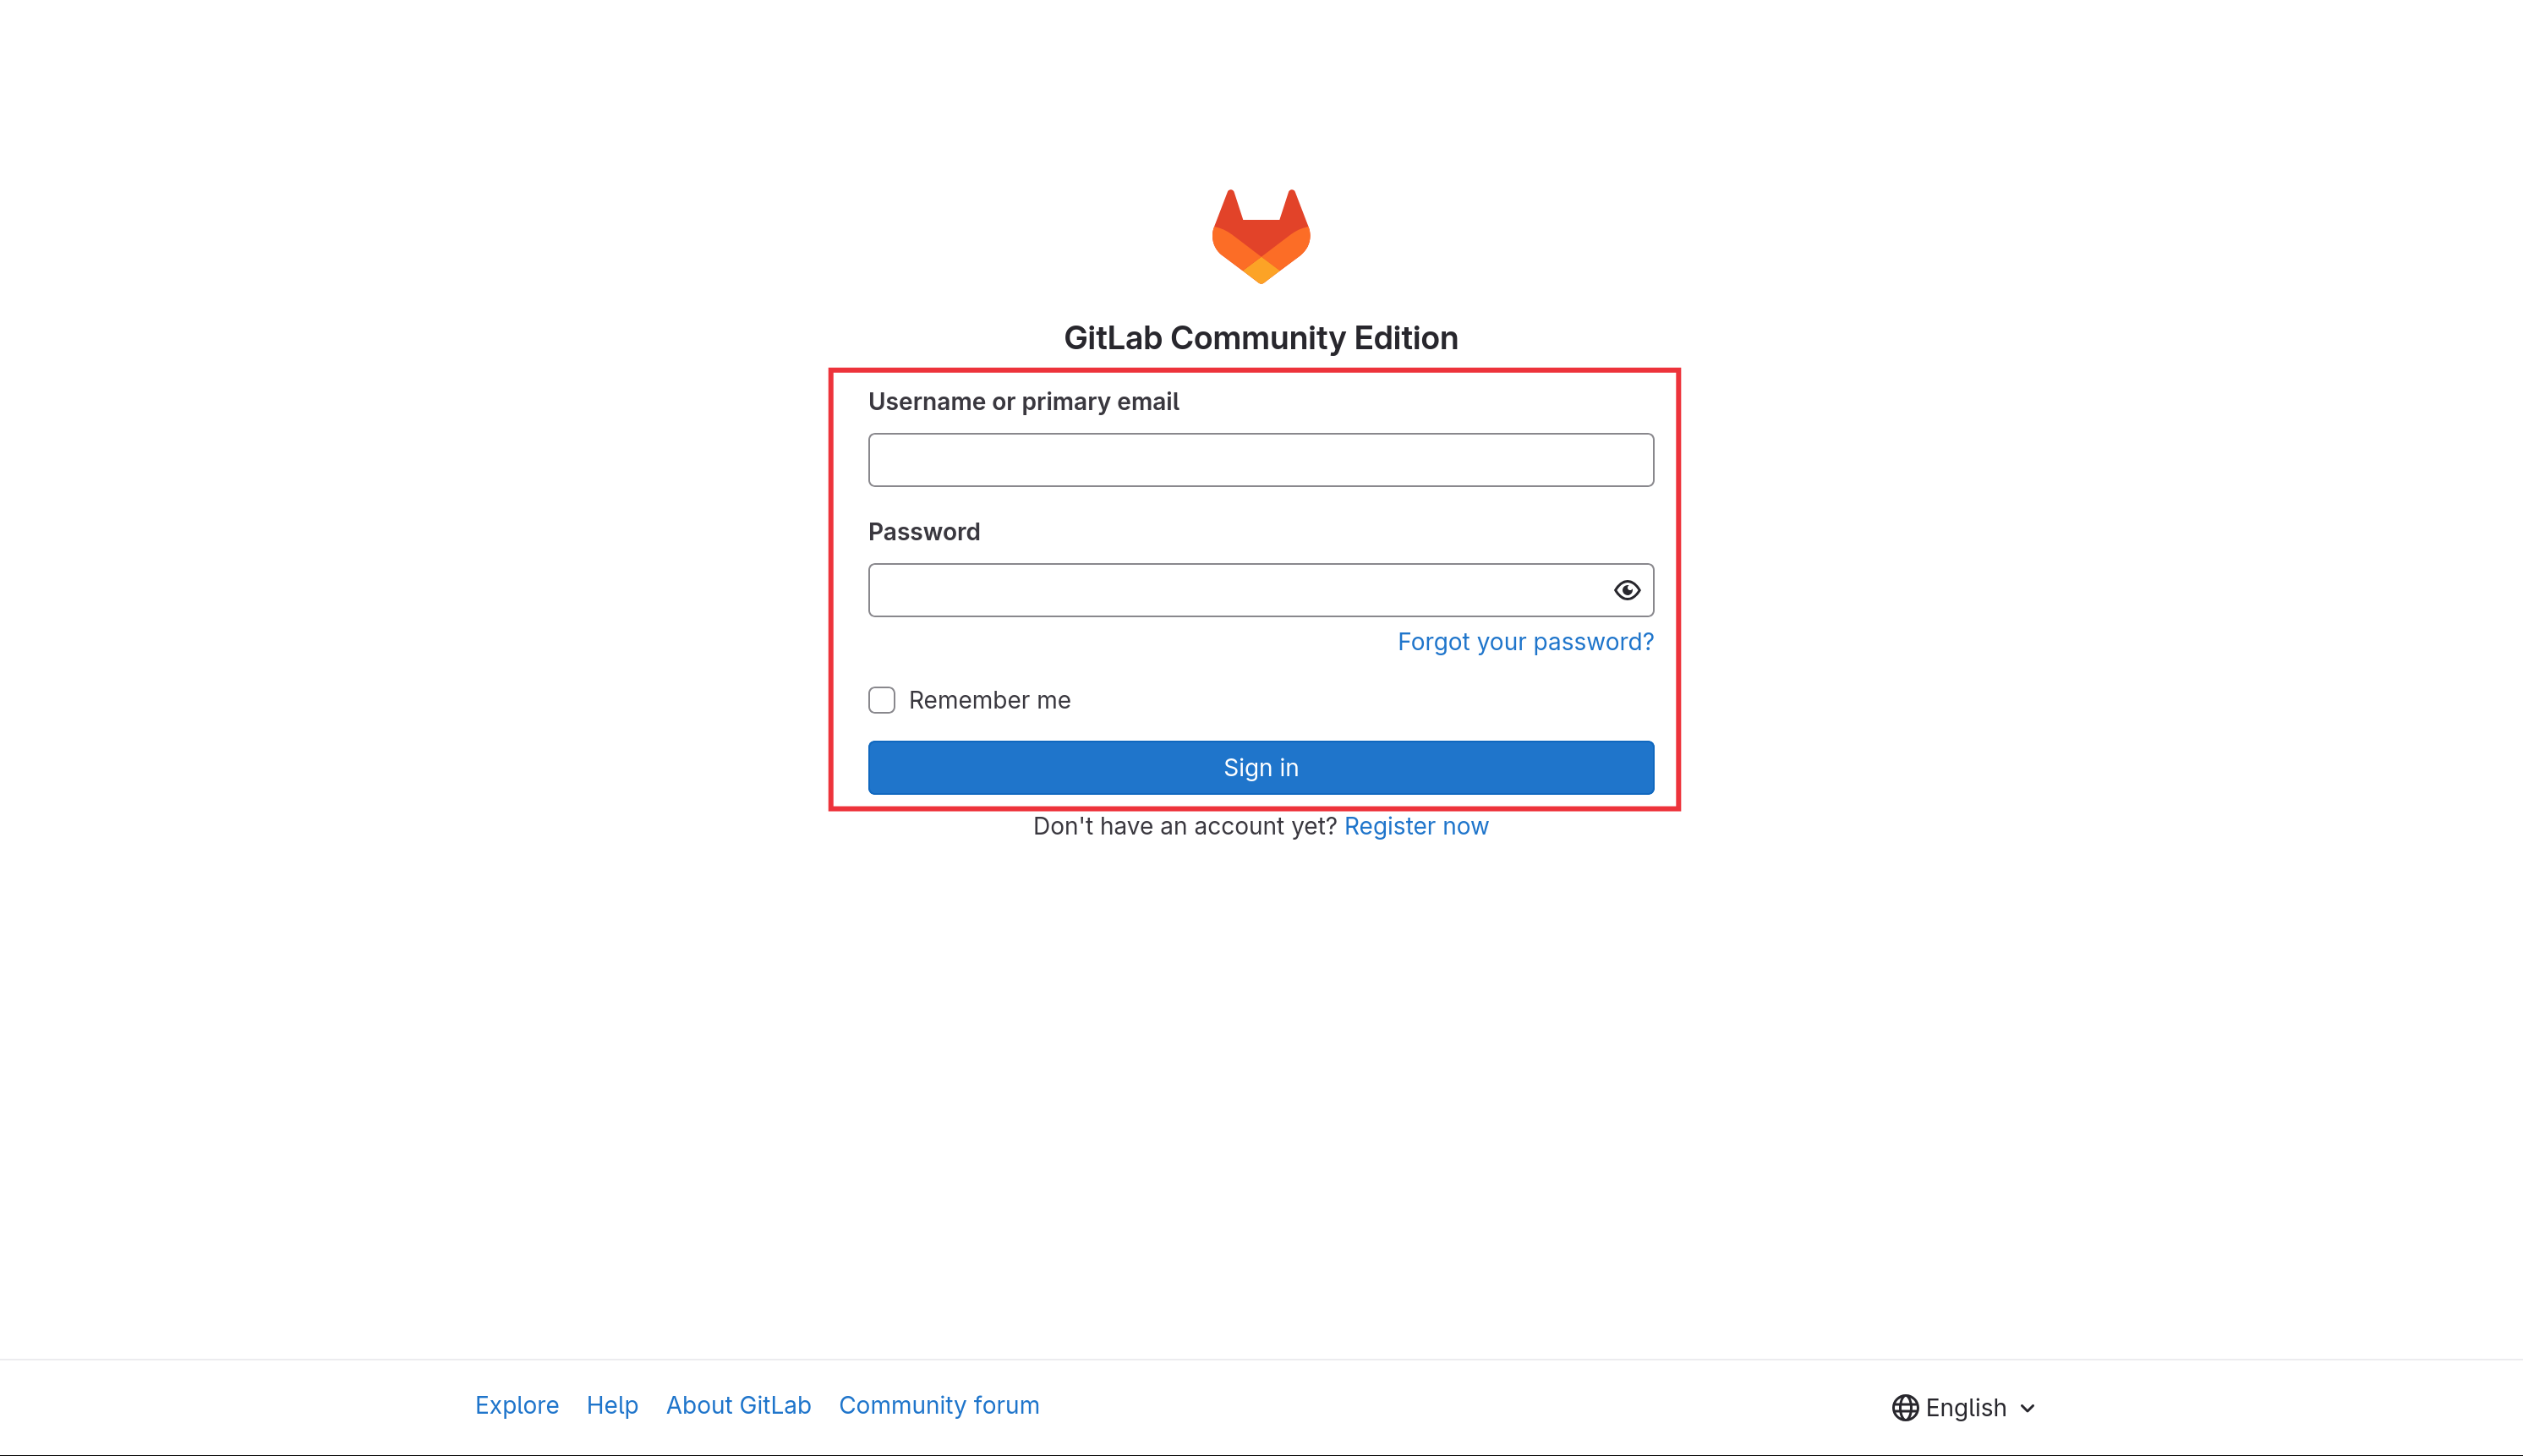 GitLab Community Edition
Username or primary email
Password
Forgot your password?
Remember me
Sign in
Don't have an account yet? Register now
Explore Help About GitLab Community forum English